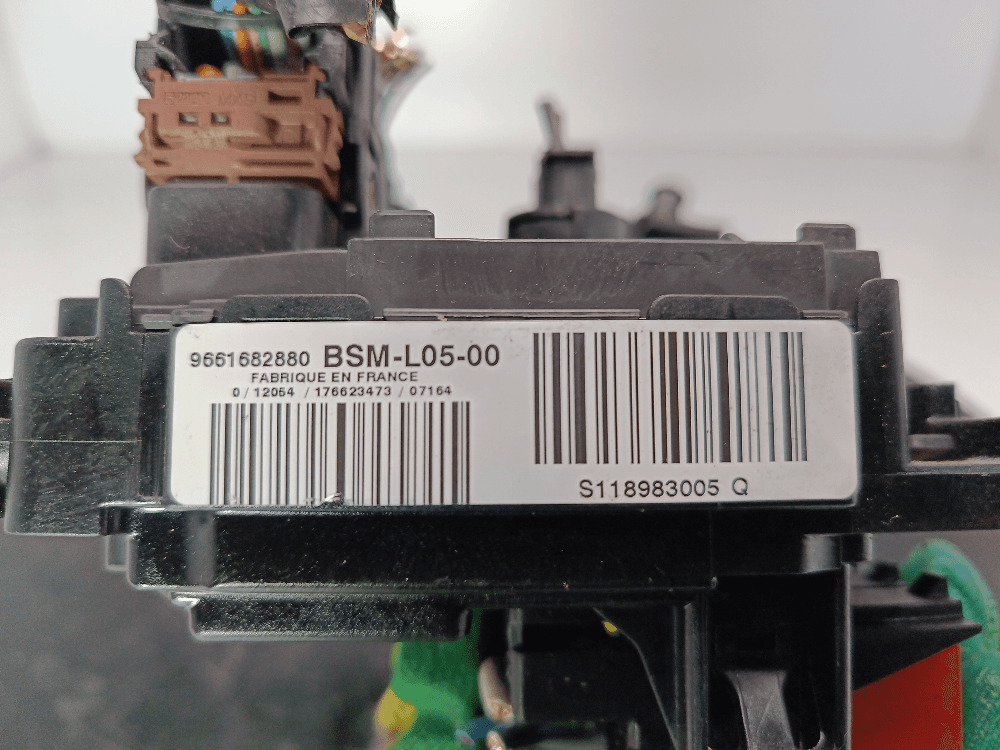 9661682880 BSM-L05-00
FABRIQUE EN FRANCE
0 / 12054 / 176623473 / 07164
S118983005 Q